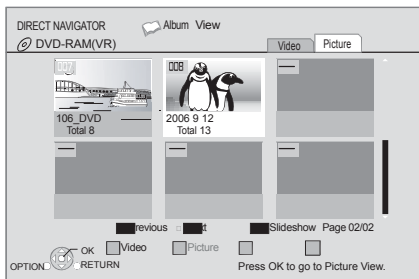 DIRECT NAVIGATOR Album View
DVD-RAM(VR) Video Picture
007 008
106_DVD 2006 9 12
Total 8 Total 13
Slideshow Page 02/02
OK Video Picture
OPTION RETURN Press OK to go to Picture View.